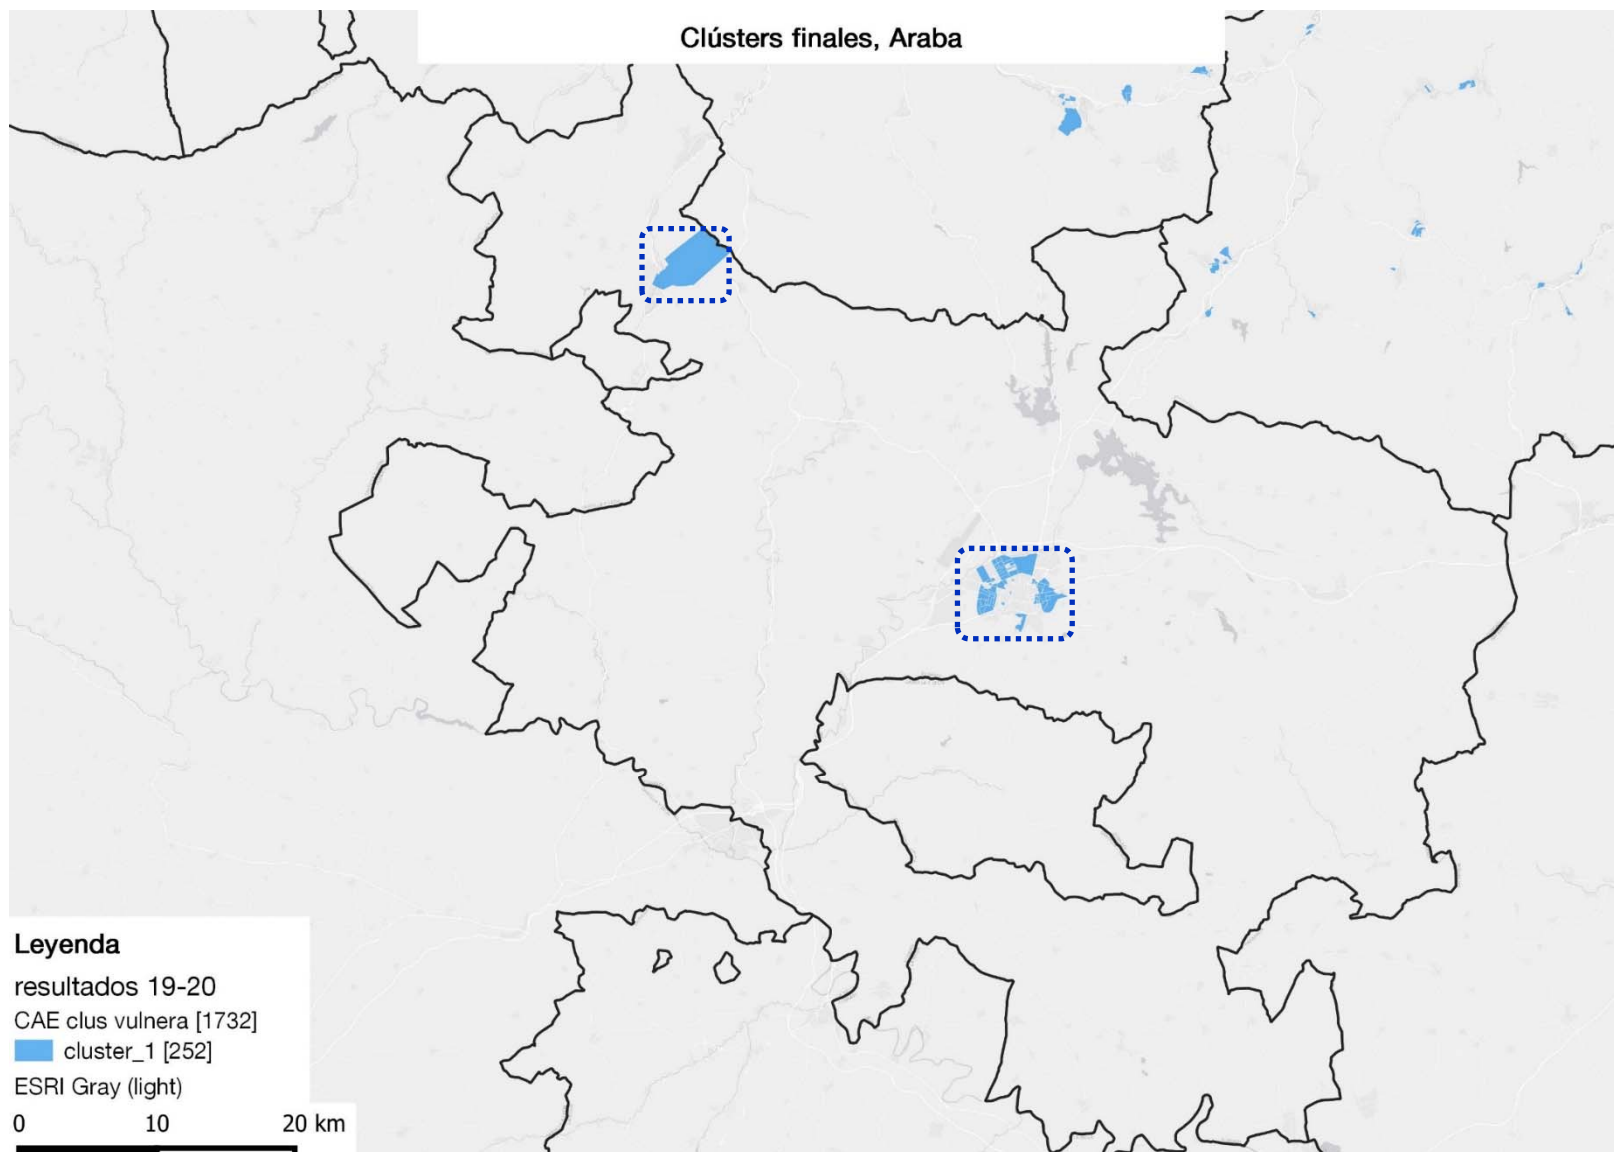 Clústers finales, Araba
Leyenda
resultados 19-20
CAE clus vulnera [1732]
cluster_1 [252]
ESRI Gray (light)
0 10 20 km